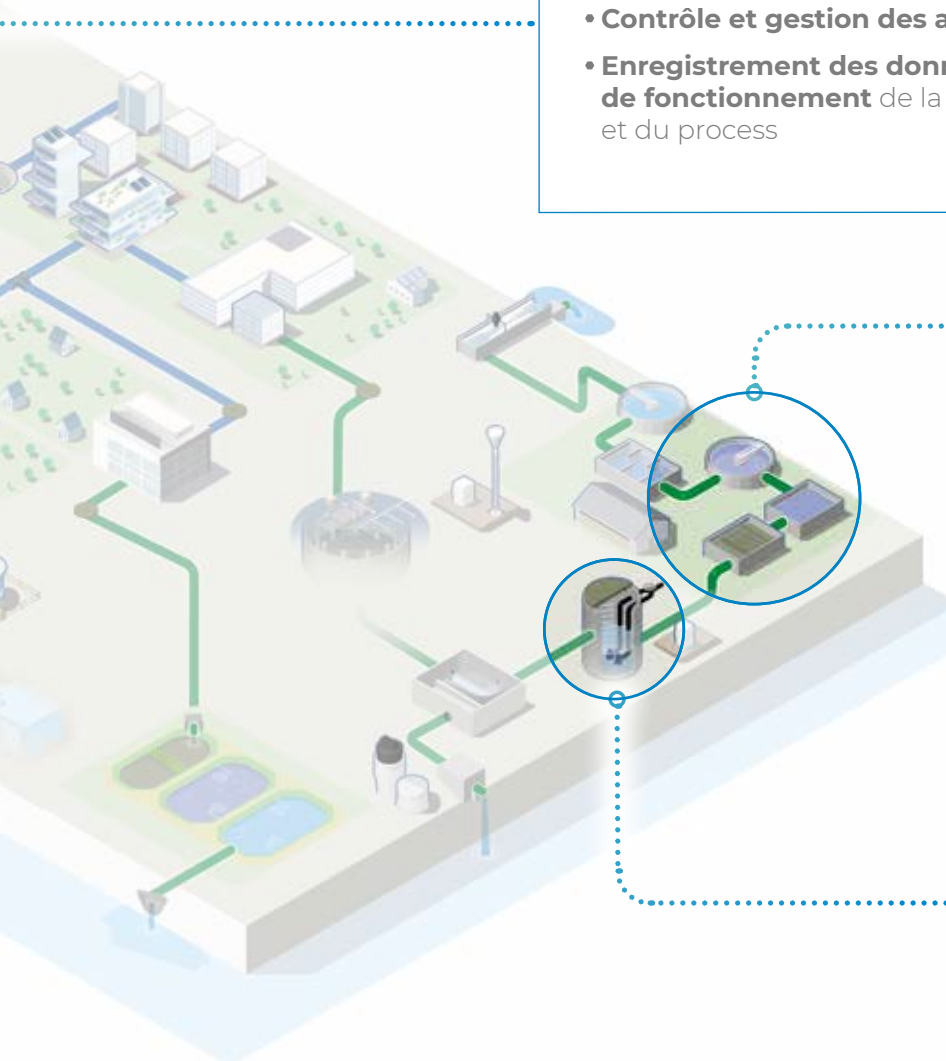 • Contrôle et gestion des
• Enregistrement des
de fonctionnement de la
et du process